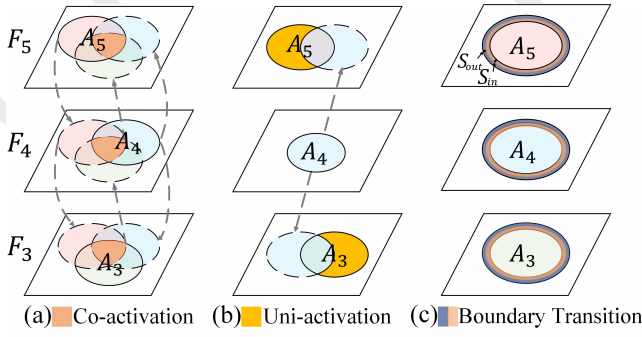 F5 A5 A5 A5
Sout
Sin
F4 A4 A4 A4
F3 A3 A3 A3
(a) Co-activation (b) Uni-activation (c) Boundary Transition